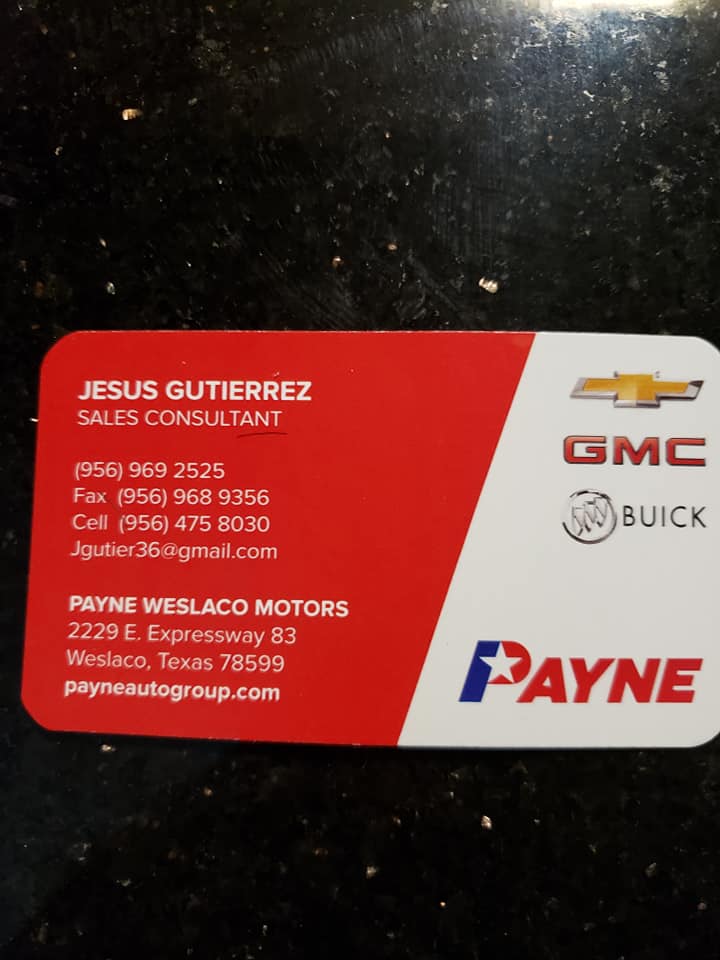 JESUS GUTIERREZ
SALES CONSULTANT
(956) 969 2525
Fax (956) 968 9356
Cell (956) 475 8030
Jgutier36@gmail.com
PAYNE WESLACO MOTORS
2229 E. Expressway 83
Weslaco, Texas 78599
payneautogroup.com
GMC
BUICK
PAYNE